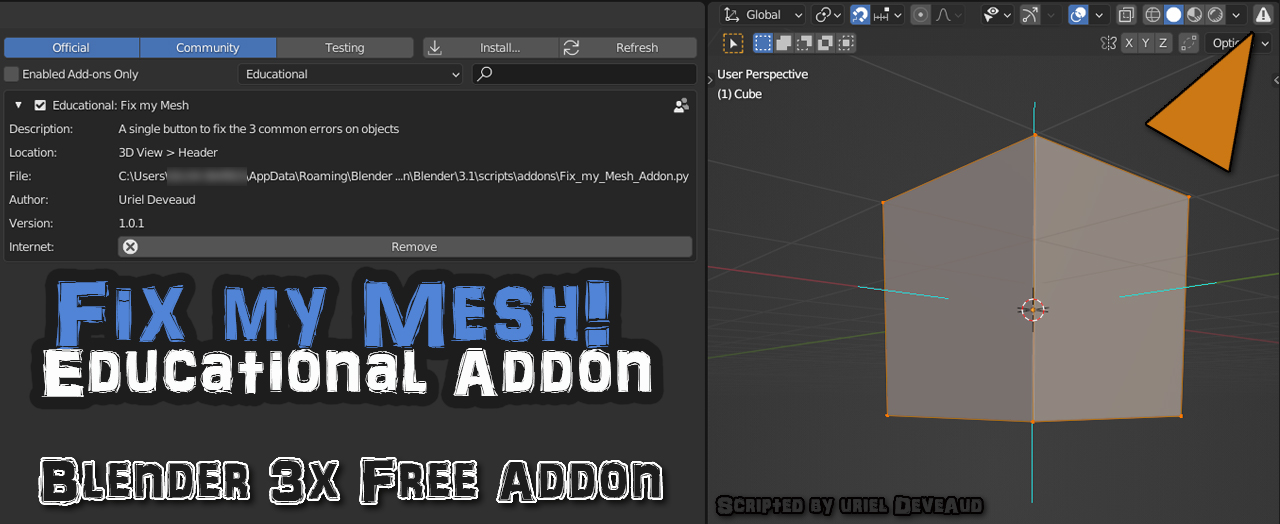 Official Community Testing Install... Refresh
Enabled Add-ons Only Educational
Educational: Fix my Mesh
Description: A single button to fix the 3 common errors on objects
Location: 3D View > Header
File: C:\Users\ \AppData\Roaming\Blender ...n\Blender\3.1\scripts\addons\Fix_my_Mesh_Addon.py
Author: Uriel Deveaud
Version: 1.0.1
Internet: Remove
Fix my Mesh!
Educational Addon
Blender 3x Free Addon
Global
X Y Z
User Perspective
(1) Cube
Scripted by uriel DeveAud